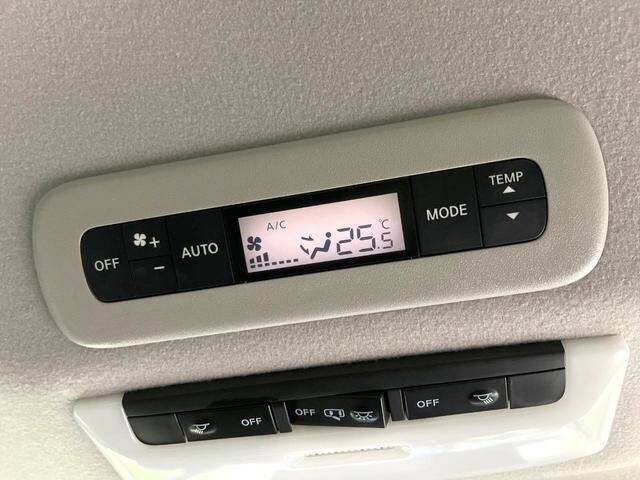 OFF + - AUTO A/C 25.5 °C MODE TEMP
OFF OFF OFF